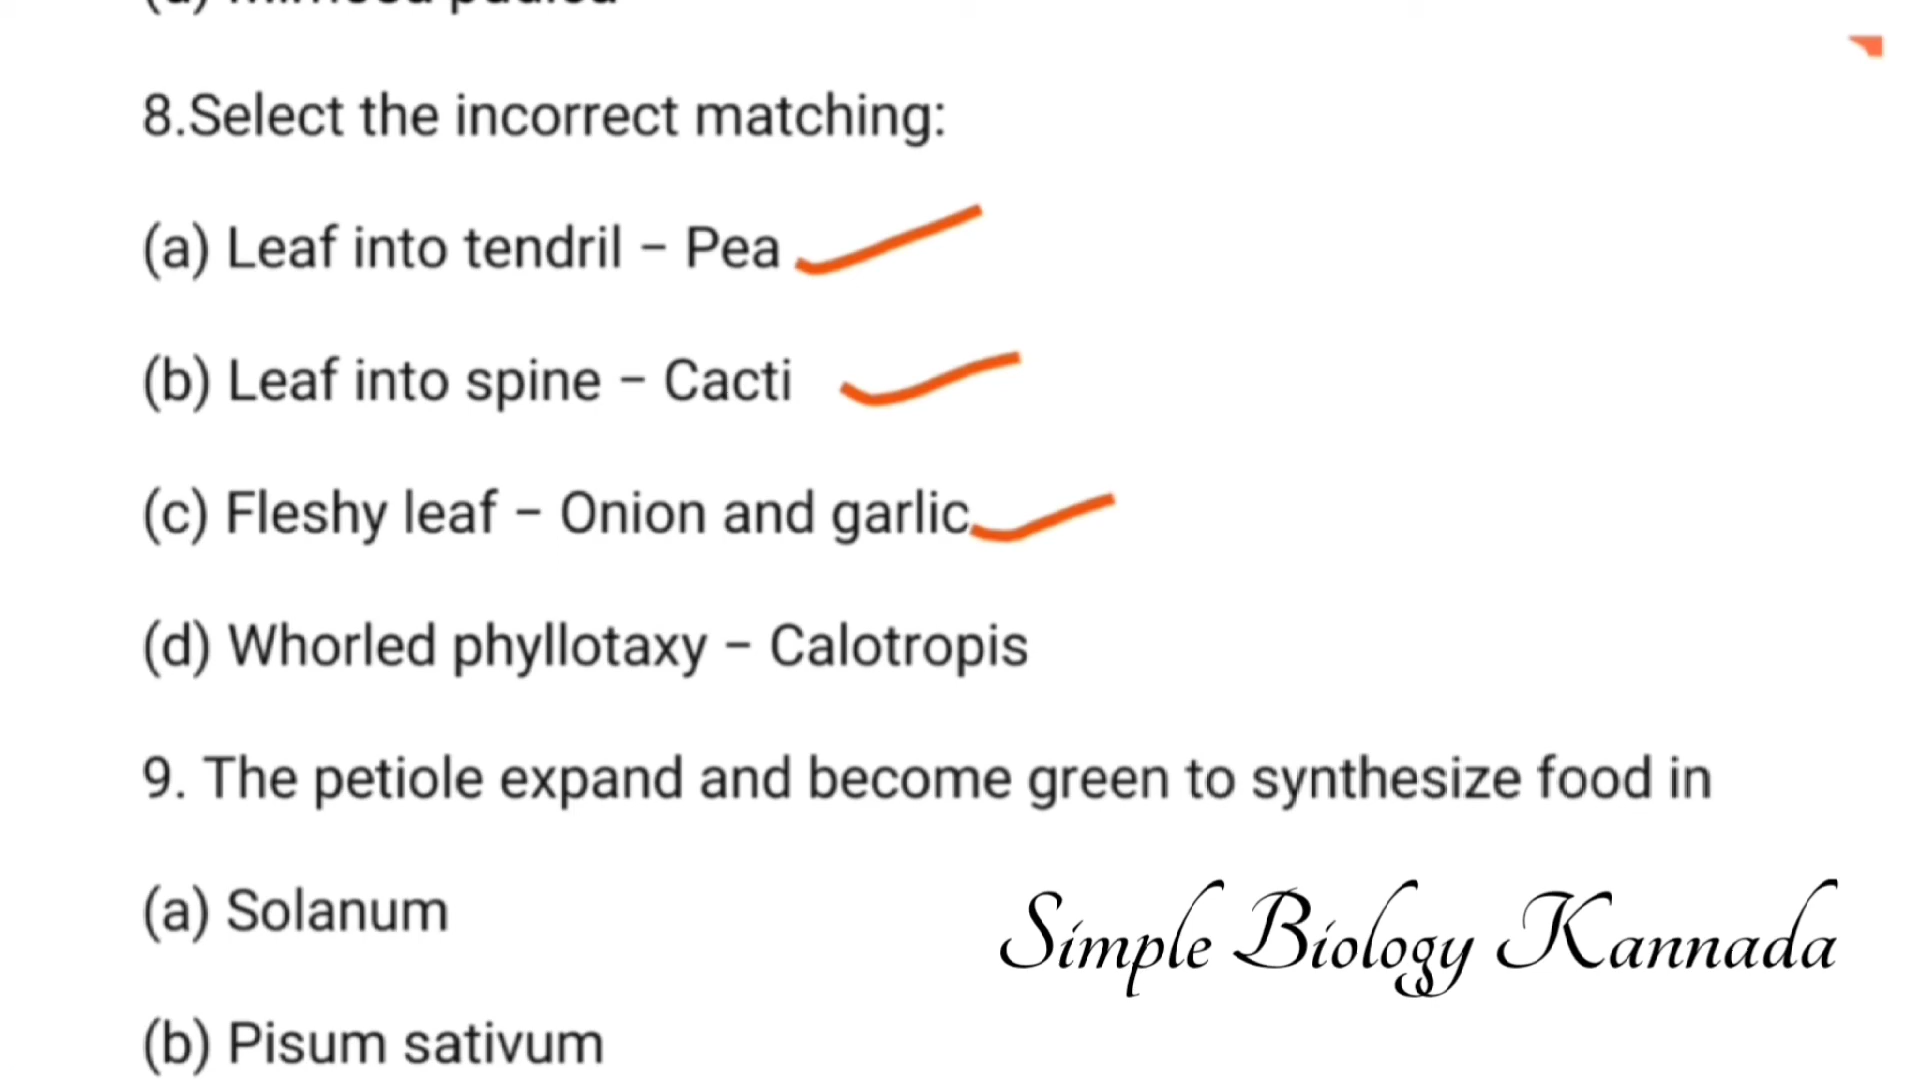 8.Select the incorrect matching:
(a) Leaf into tendril – Pea
(b) Leaf into spine – Cacti
(c) Fleshy leaf – Onion and garlic
(d) Whorled phyllotaxy – Calotropis
9. The petiole expand and become green to synthesize food in
(a) Solanum
Simple Biology Kannada
(b) Pisum sativum